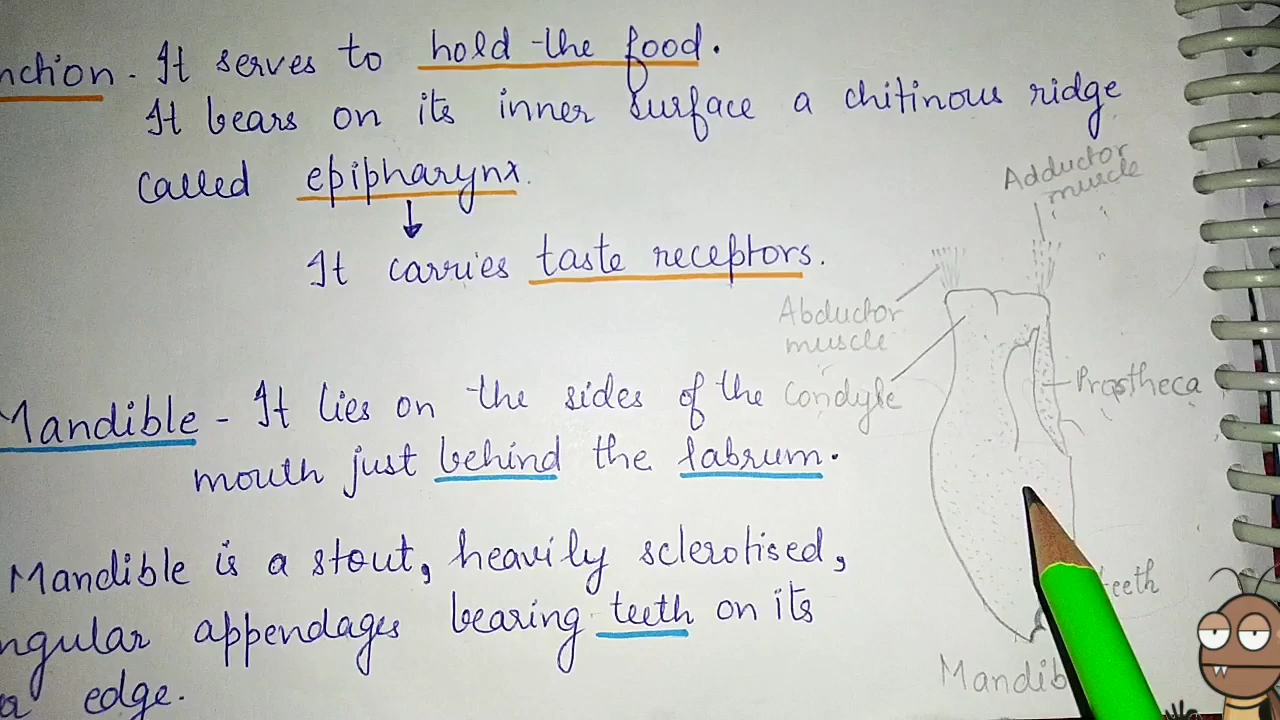 nction - It serves to hold the food.
It bears on its inner surface a chitinous ridge
called epipharynx.
It carries taste receptors.
Adductor
muscle
Abductor
muscle
Condyle
Prostheca
Mandible - It lies on the sides of the
mouth just behind the labrum.
Mandible is a stout, heavily sclerotised,
ngular appendages bearing teeth on its
edge.
teeth
Mandib